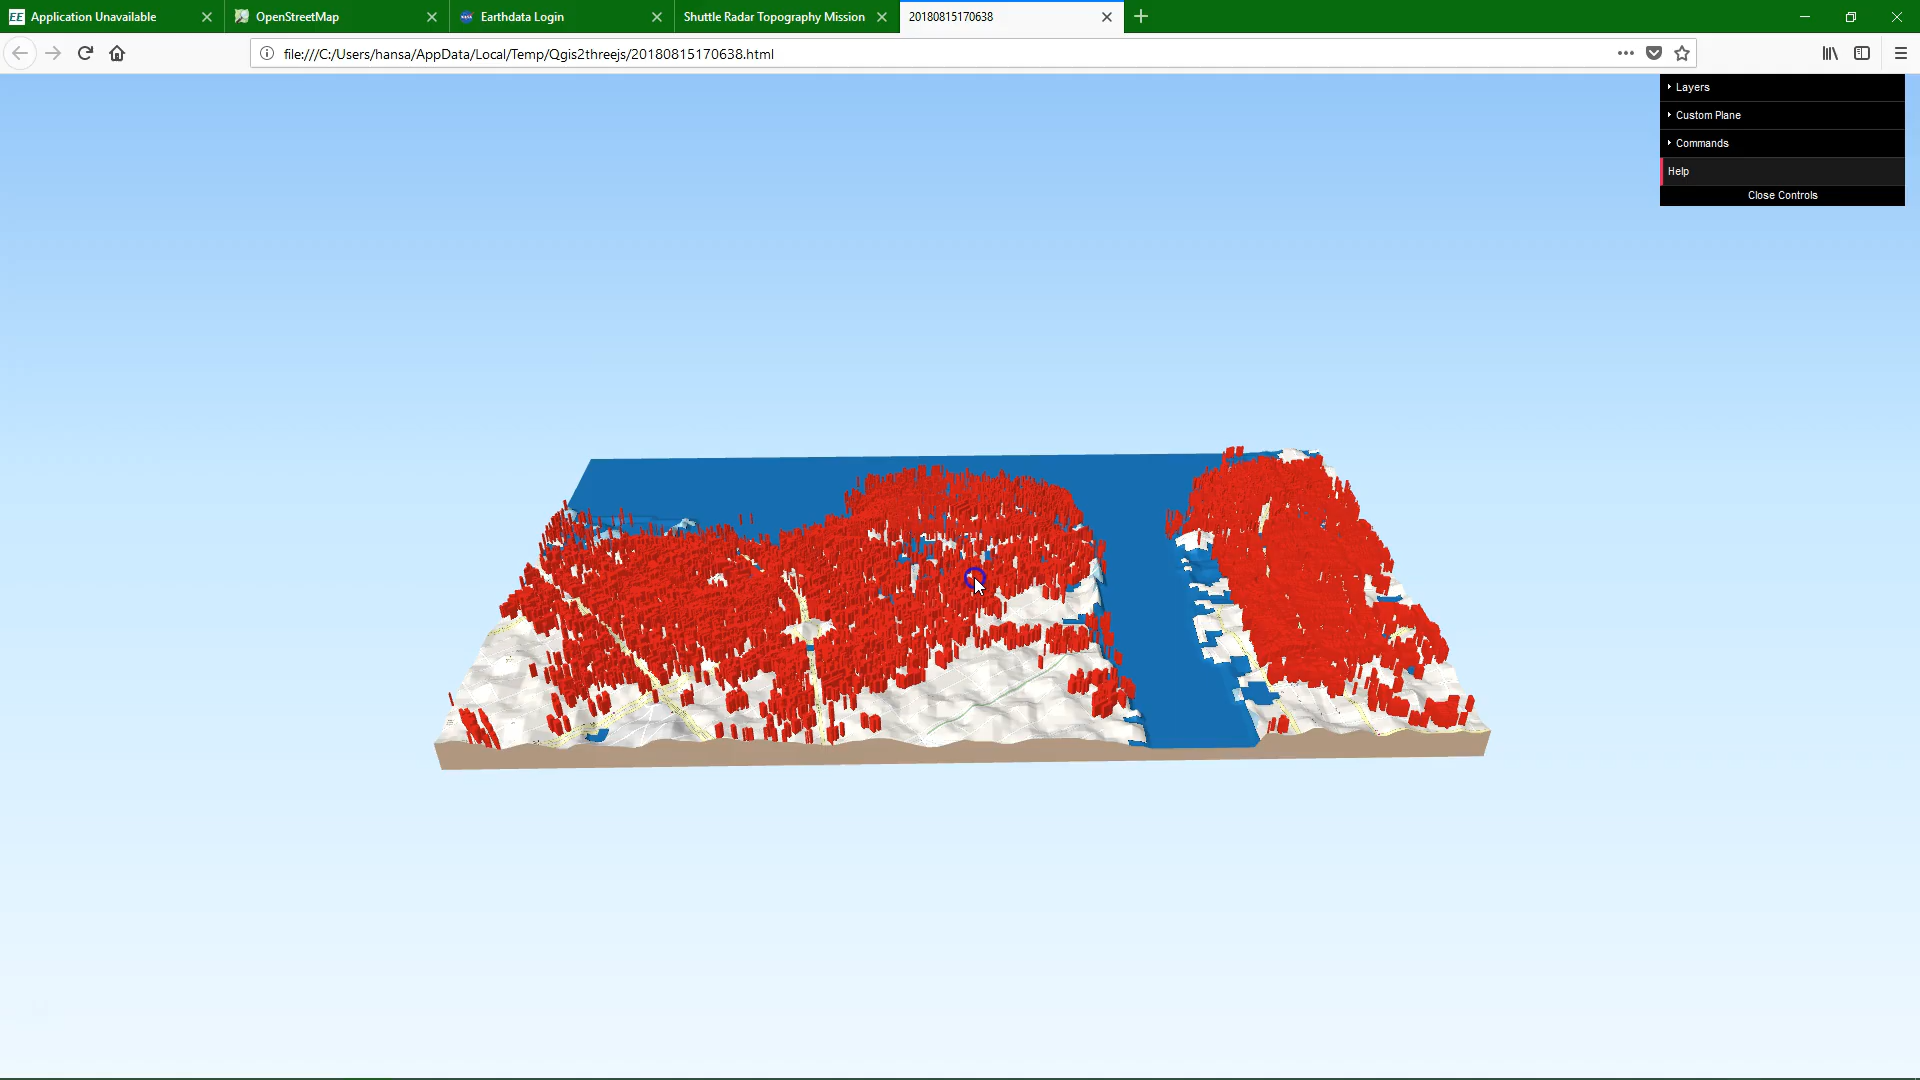 EE Application Unavailable
OpenStreetMap
Earthdata Login
Shuttle Radar Topography Mission
20180815170638
file:///C:/Users/hansa/AppData/Local/Temp/Qgis2threejs/20180815170638.html
Layers
Custom Plane
Commands
Help
Close Controls